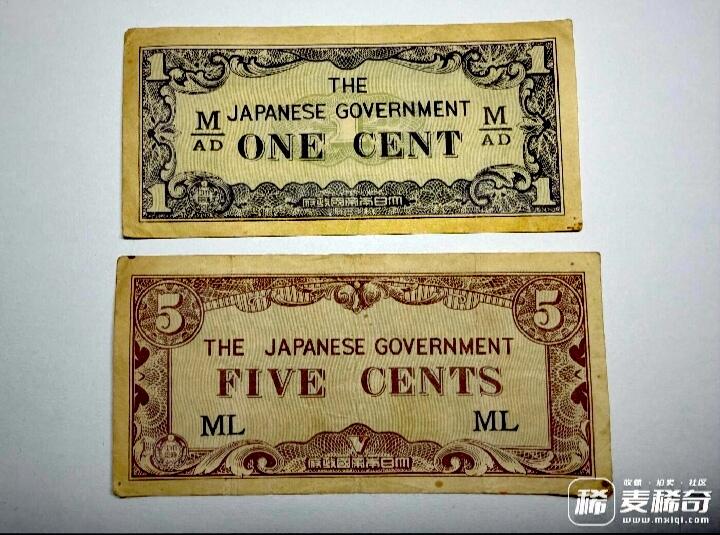 1 1
THE
JAPANESE GOVERNMENT
M/AD ONE CENT M/AD
1 1
府政國帝本日大
5 5
THE JAPANESE GOVERNMENT
FIVE CENTS
ML ML
府政國帝本日大
收藏·泊史·社区
稀 麦稀奇
www.mxiqi.com